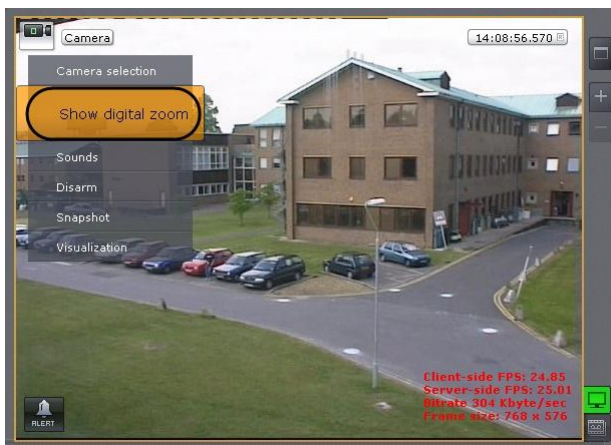 Camera
14:08:56.570
Camera selection
Show digital zoom
Sounds
Disarm
Snapshot
Visualization
Client-side FPS: 24.85
Server-side FPS: 25.01
Bitrate 304 Kbyte/sec
Frame size: 768 x 576
ALERT